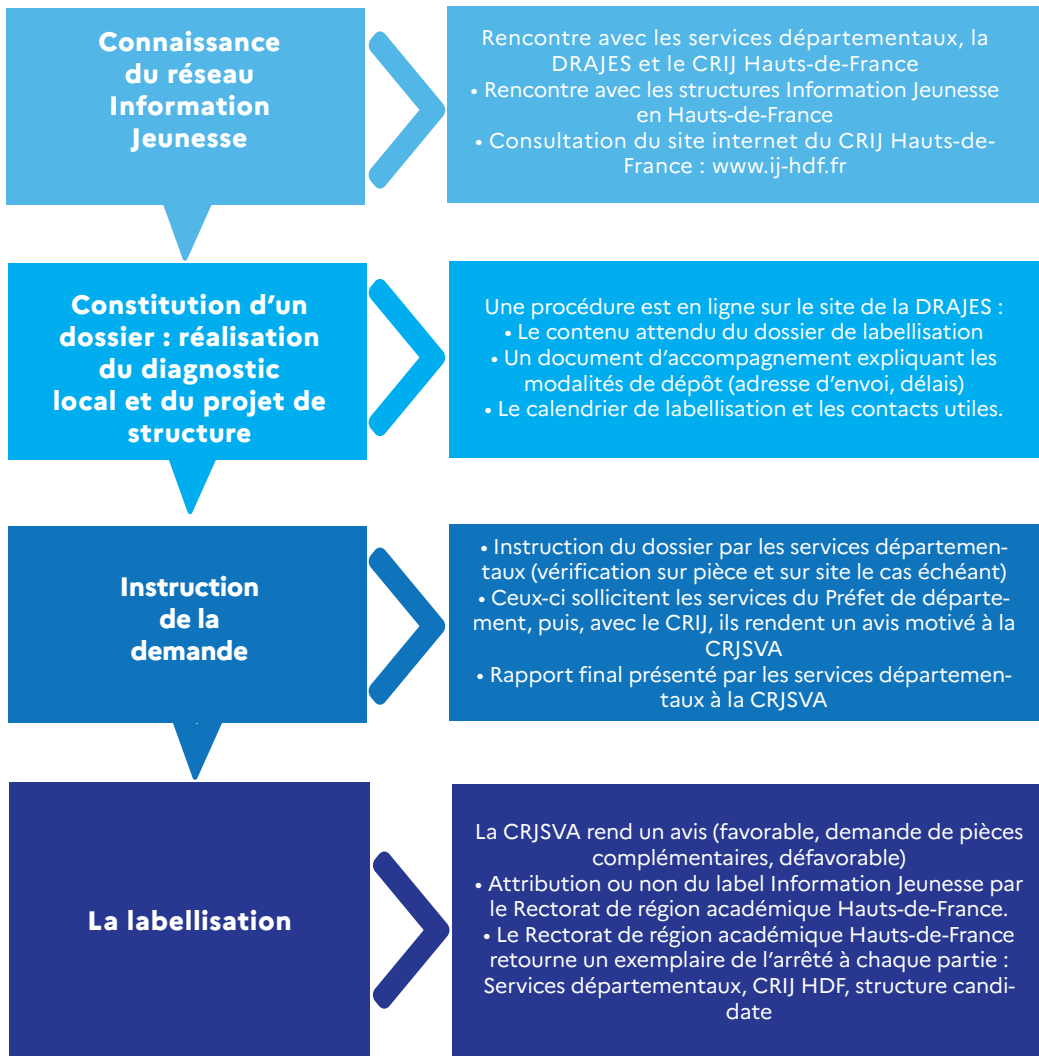 Connaissance
du réseau
Information
Jeunesse
Rencontre avec les services départementaux, la
DRAJES et le CRIJ Hauts-de-France
• Rencontre avec les structures Information Jeunesse
en Hauts-de-France
• Consultation du site internet du CRIJ Hauts-de-
France : www.ij-hdf.fr
Constitution d’un
dossier : réalisation
du diagnostic
local et du projet de
structure
Une procédure est en ligne sur le site de la DRAJES :
• Le contenu attendu du dossier de labellisation
• Un document d’accompagnement expliquant les
modalités de dépôt (adresse d’envoi, délais)
• Le calendrier de labellisation et les contacts utiles.
Instruction
de la
demande
• Instruction du dossier par les services départemen-
taux (vérification sur pièce et sur site le cas échéant)
• Ceux-ci sollicitent les services du Préfet de départe-
ment, puis, avec le CRIJ, ils rendent un avis motivé à la
CRJSVA
• Rapport final présenté par les services départemen-
taux à la CRJSVA
La labellisation
La CRJSVA rend un avis (favorable, demande de pièces
complémentaires, défavorable)
• Attribution ou non du label Information Jeunesse par
le Rectorat de région académique Hauts-de-France.
• Le Rectorat de région académique Hauts-de-France
retourne un exemplaire de l’arrêté à chaque partie :
Services départementaux, CRIJ HDF, structure candi-
date